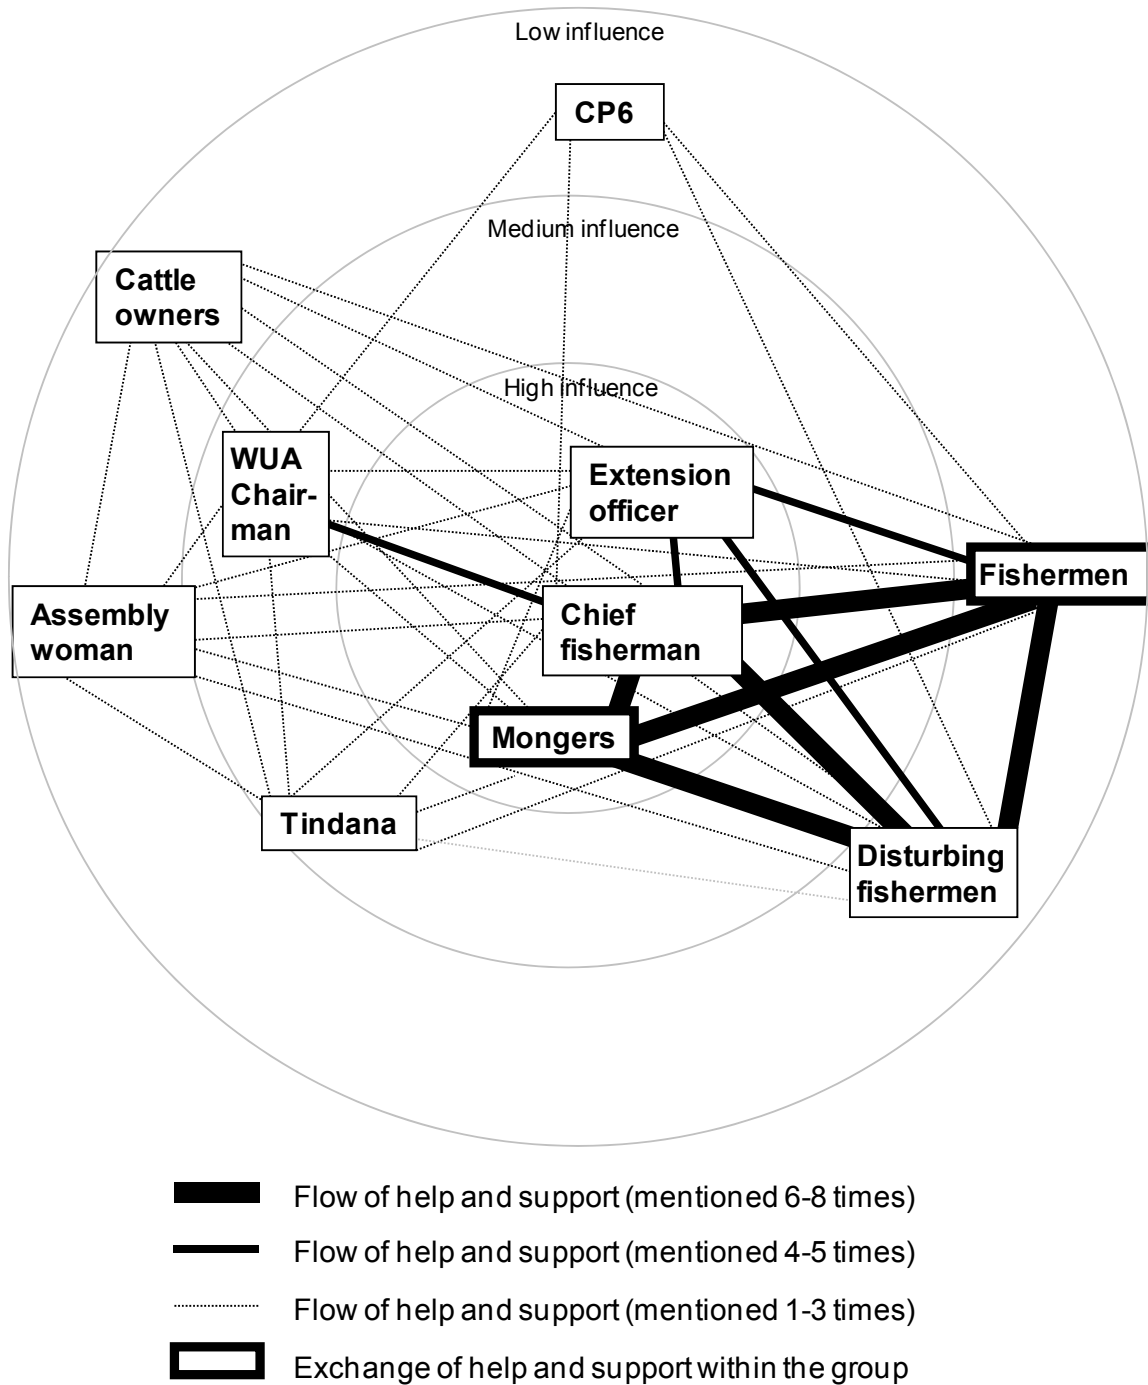 Low influence
CP6
Medium influence
Cattle
owners
High influence
WUA
Chair-
man
Extension
officer
Fishermen
Assembly
woman
Chief
fisherman
Mongers
Tindana
Disturbing
fishermen
Flow of help and support (mentioned 6-8 times)
Flow of help and support (mentioned 4-5 times)
Flow of help and support (mentioned 1-3 times)
Exchange of help and support within the group